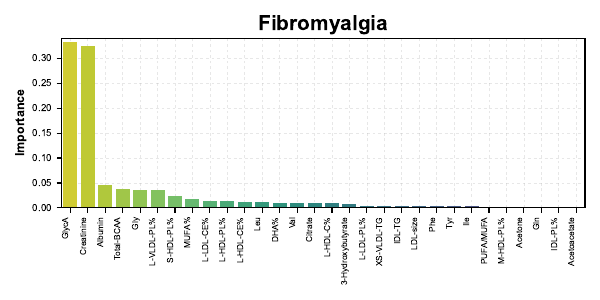 Fibromyalgia
Importance
0.30
0.25
0.20
0.15
0.10
0.05
0.00
GlycA
Creatinine
Albumin
Total-BCAA
Gly
L-VLDL-PL%
S-HDL-PL%
MUFA%
L-LDL-CE%
L-HDL-PL%
L-HDL-CE%
Leu
DHA%
Val
Citrate
L-HDL-C%
3-Hydroxybutyrate
L-LDL-PL%
XS-VLDL-TG
IDL-TG
LDL-size
Phe
Tyr
Ile
PUFA/MUFA
M-HDL-PL%
Acetone
Gln
IDL-PL%
Acetoacetate